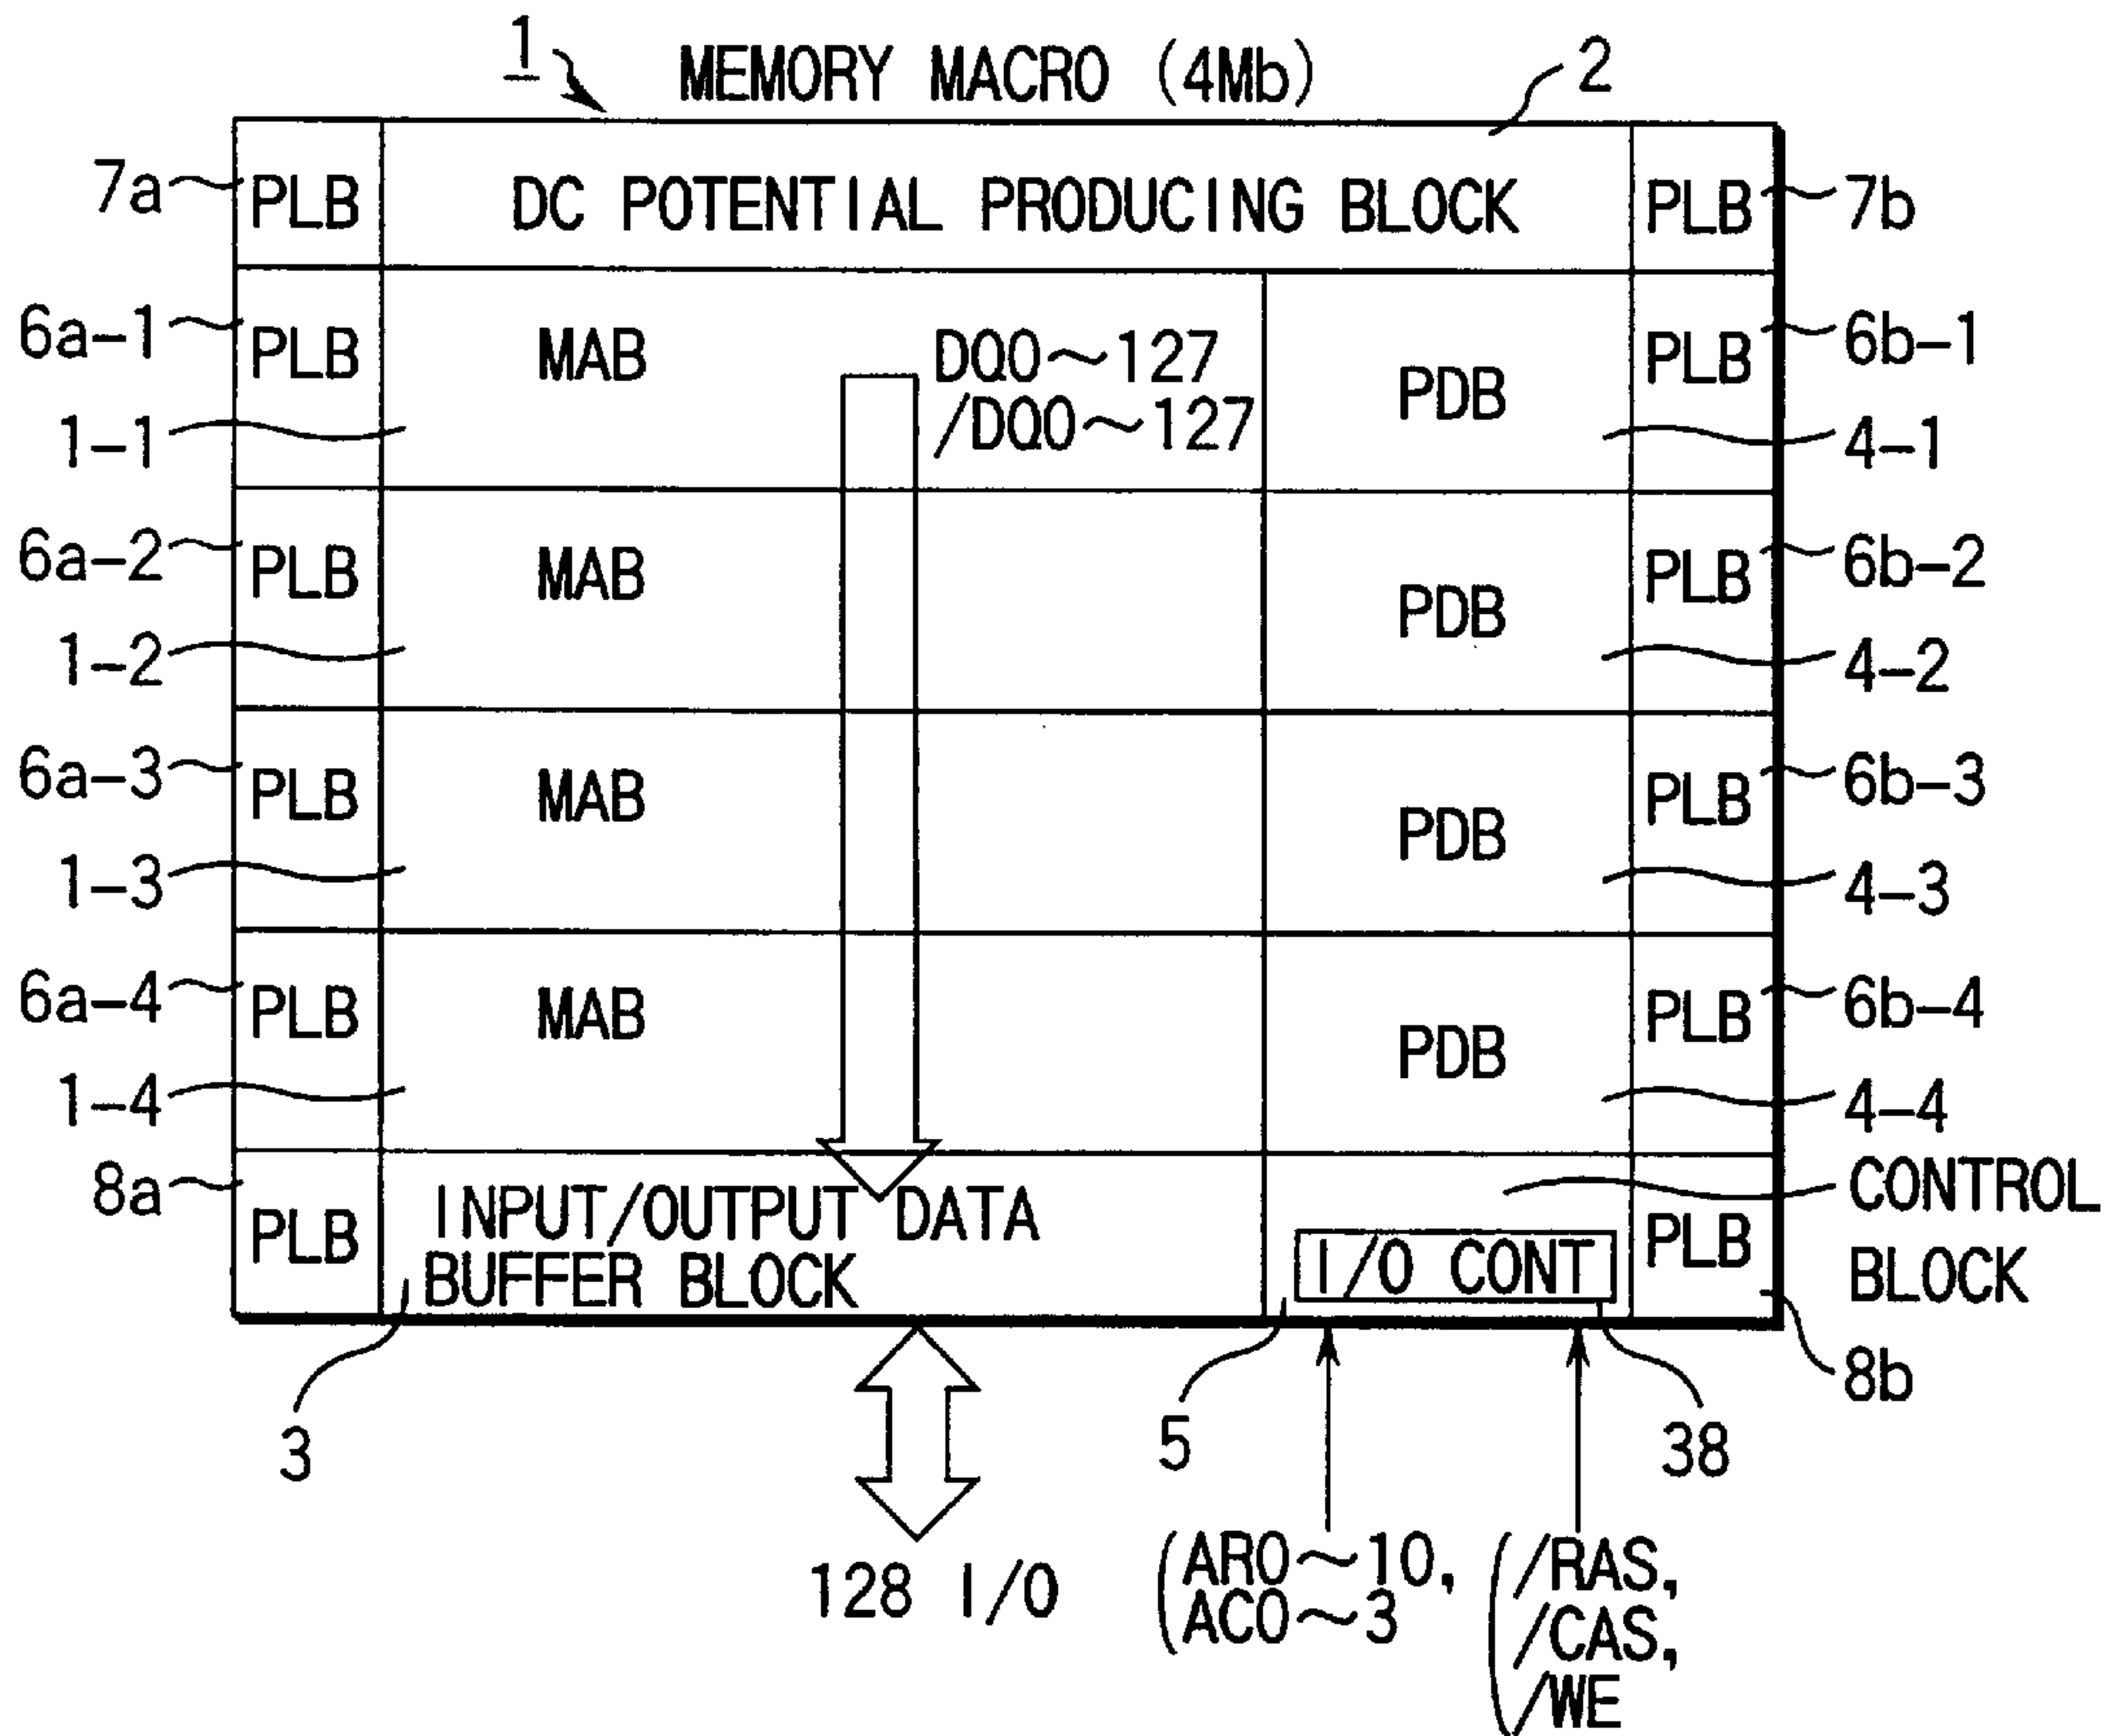 1 MEMORY MACRO (4Mb) 2
7a PLB DC POTENTIAL PRODUCING BLOCK PLB 7b
6a-1 PLB MAB DQ0~127 PDB PLB 6b-1
1-1 /DQ0~127 4-1
6a-2 PLB MAB PDB PLB 6b-2
1-2 4-2
6a-3 PLB MAB PDB PLB 6b-3
1-3 4-3
6a-4 PLB MAB PDB PLB 6b-4
1-4 4-4
8a PLB INPUT/OUTPUT DATA PLB CONTROL
BUFFER BLOCK I/O CONT BLOCK
3 5 38 8b
128 I/O (AR0~10, (/RAS,
AC0~3 /CAS,
/WE